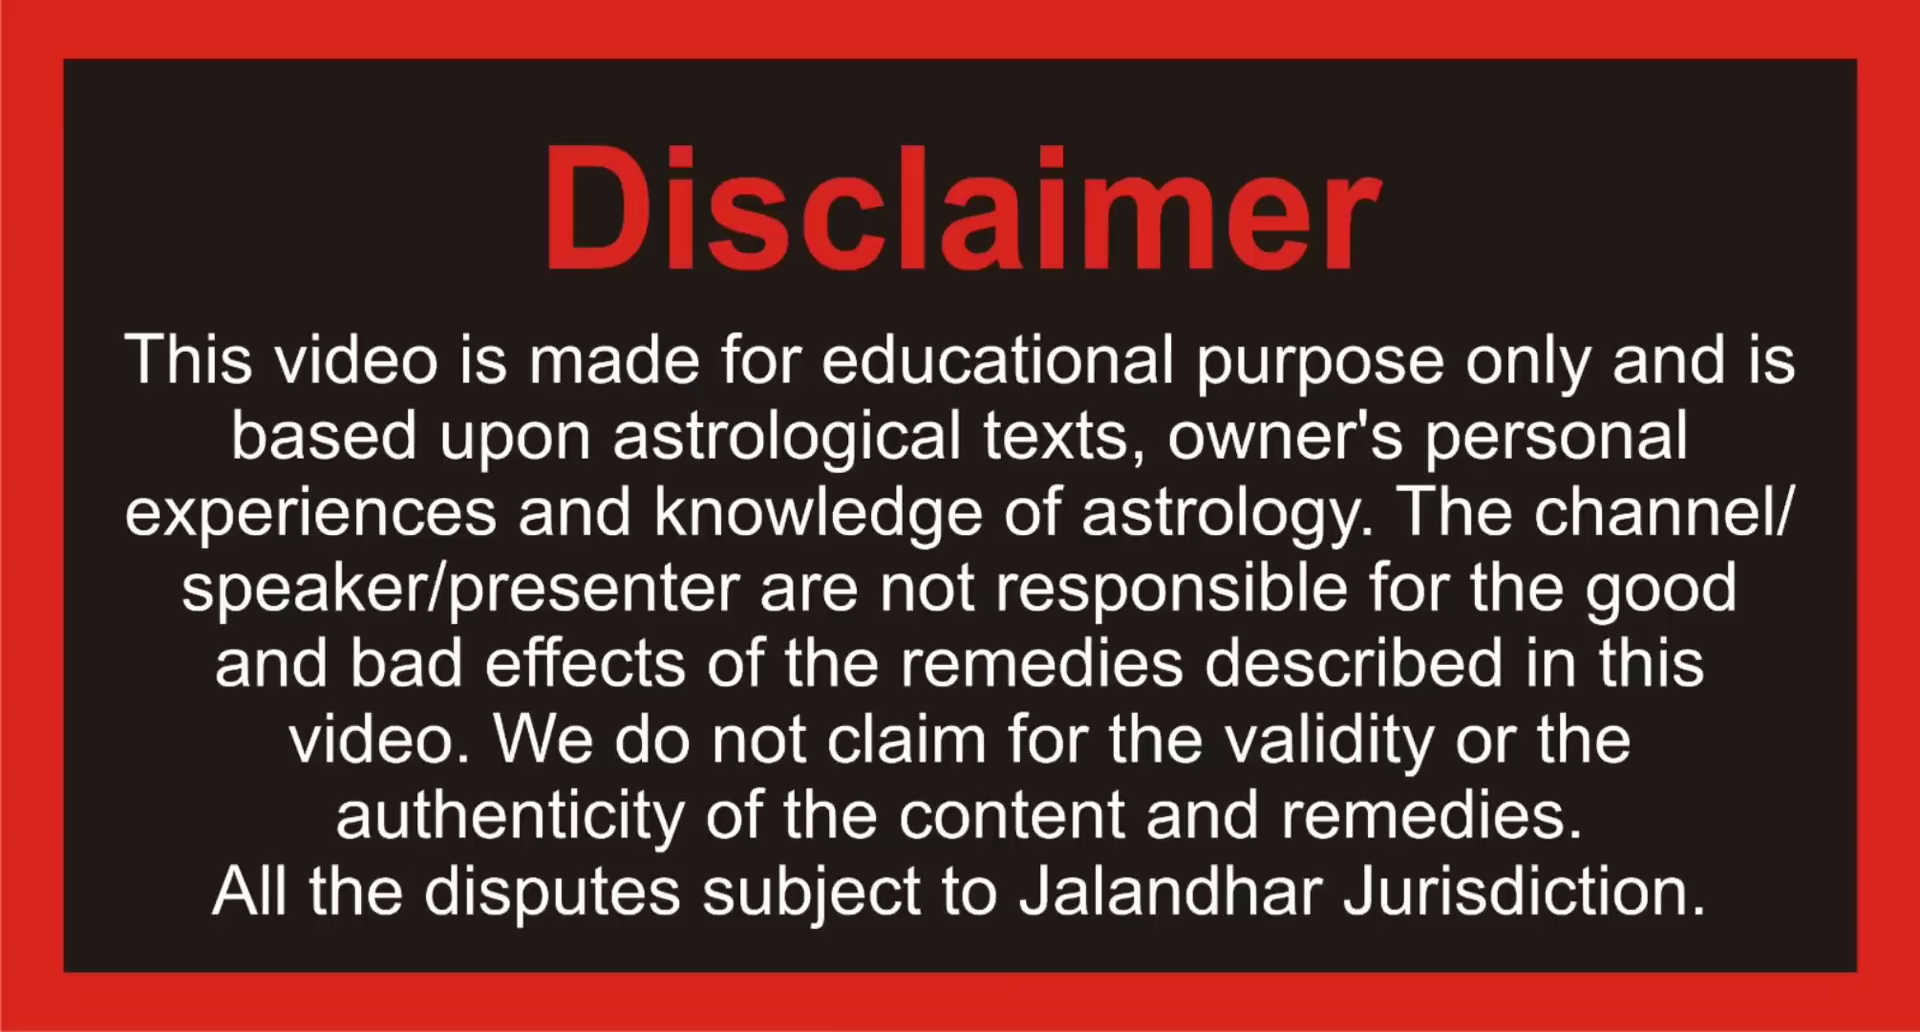 Disclaimer
This video is made for educational purpose only and is
based upon astrological texts, owner's personal
experiences and knowledge of astrology. The channel/
speaker/presenter are not responsible for the good
and bad effects of the remedies described in this
video. We do not claim for the validity or the
authenticity of the content and remedies.
All the disputes subject to Jalandhar Jurisdiction.